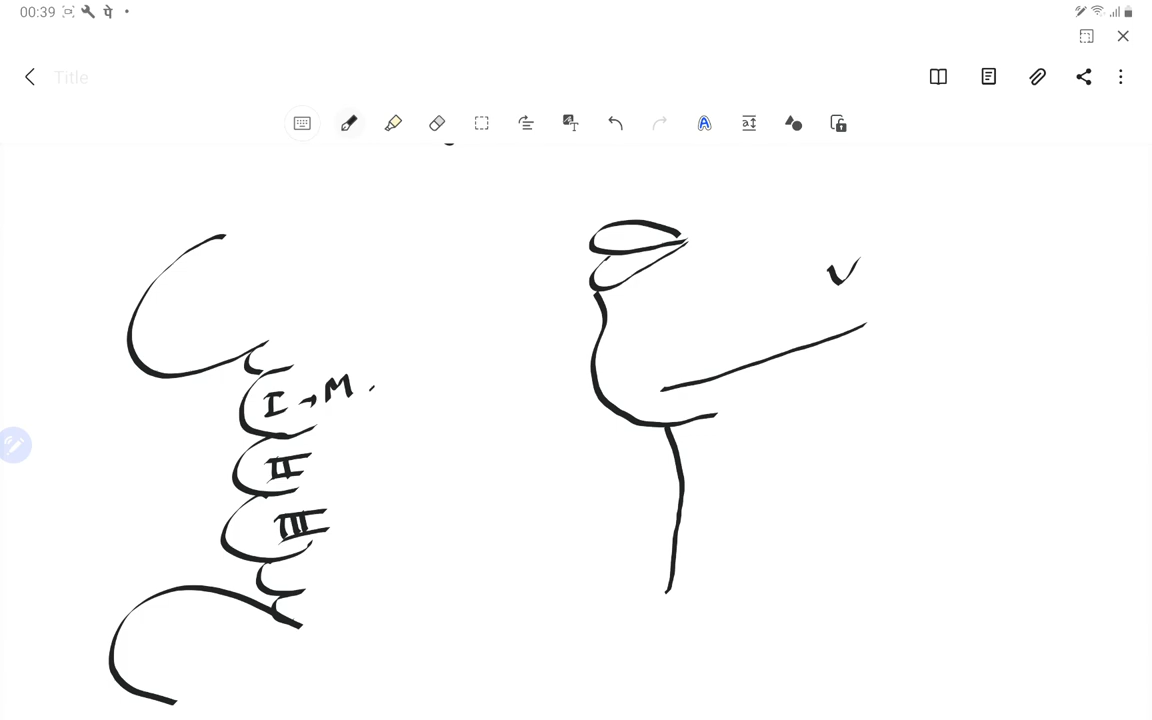 00:39 पे
Title
I → M.
II
III
V